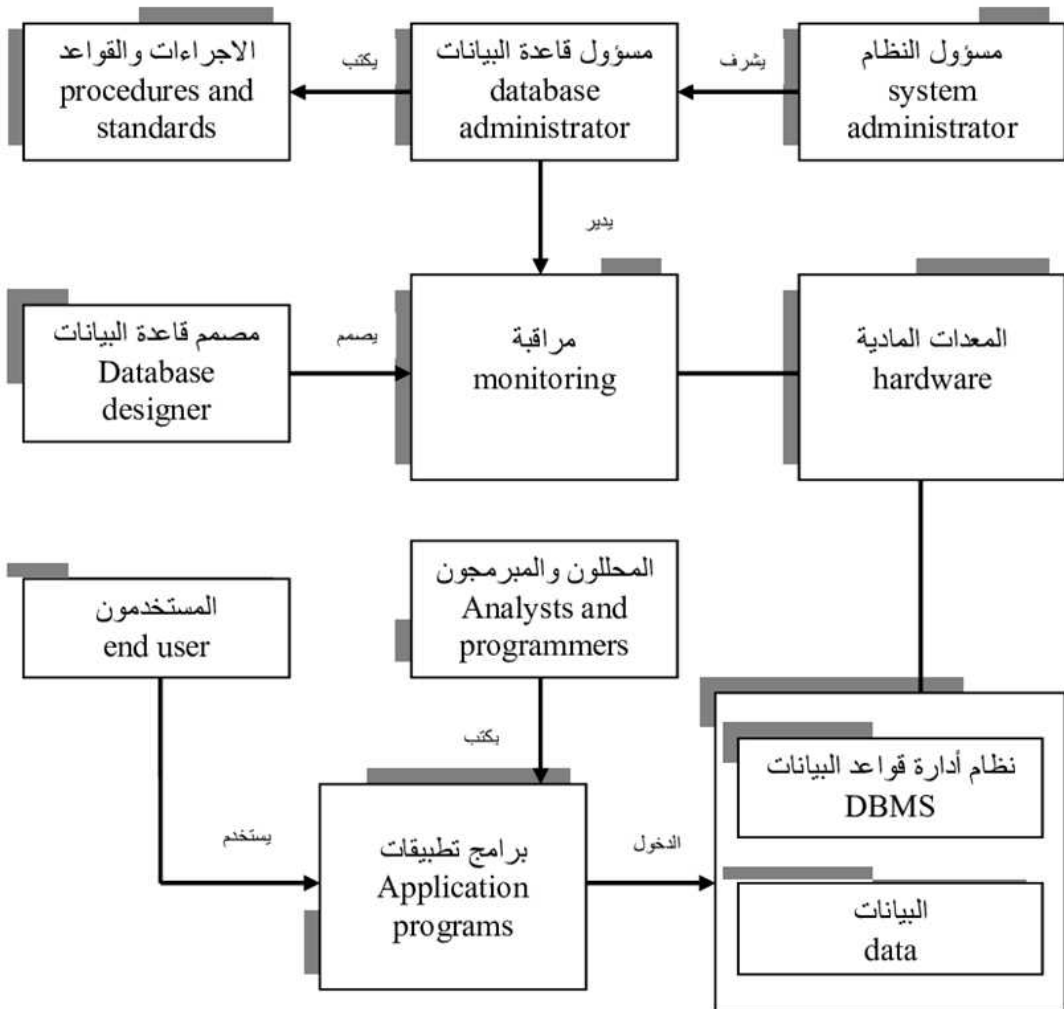 الاجراءات والقواعد
procedures and
standards
يكتب
مسؤول قاعدة البيانات
database
administrator
يشرف
مسؤول النظام
system
administrator
يدير
مصمم قاعدة البيانات
Database
designer
يصمم
مراقبة
monitoring
المعدات المادية
hardware
المستخدمون
end user
المحللون والمبرمجون
Analysts and
programmers
يكتب
يستخدم
برامج تطبيقات
Application
programs
الدخول
نظام أدارة قواعد البيانات
DBMS
البيانات
data